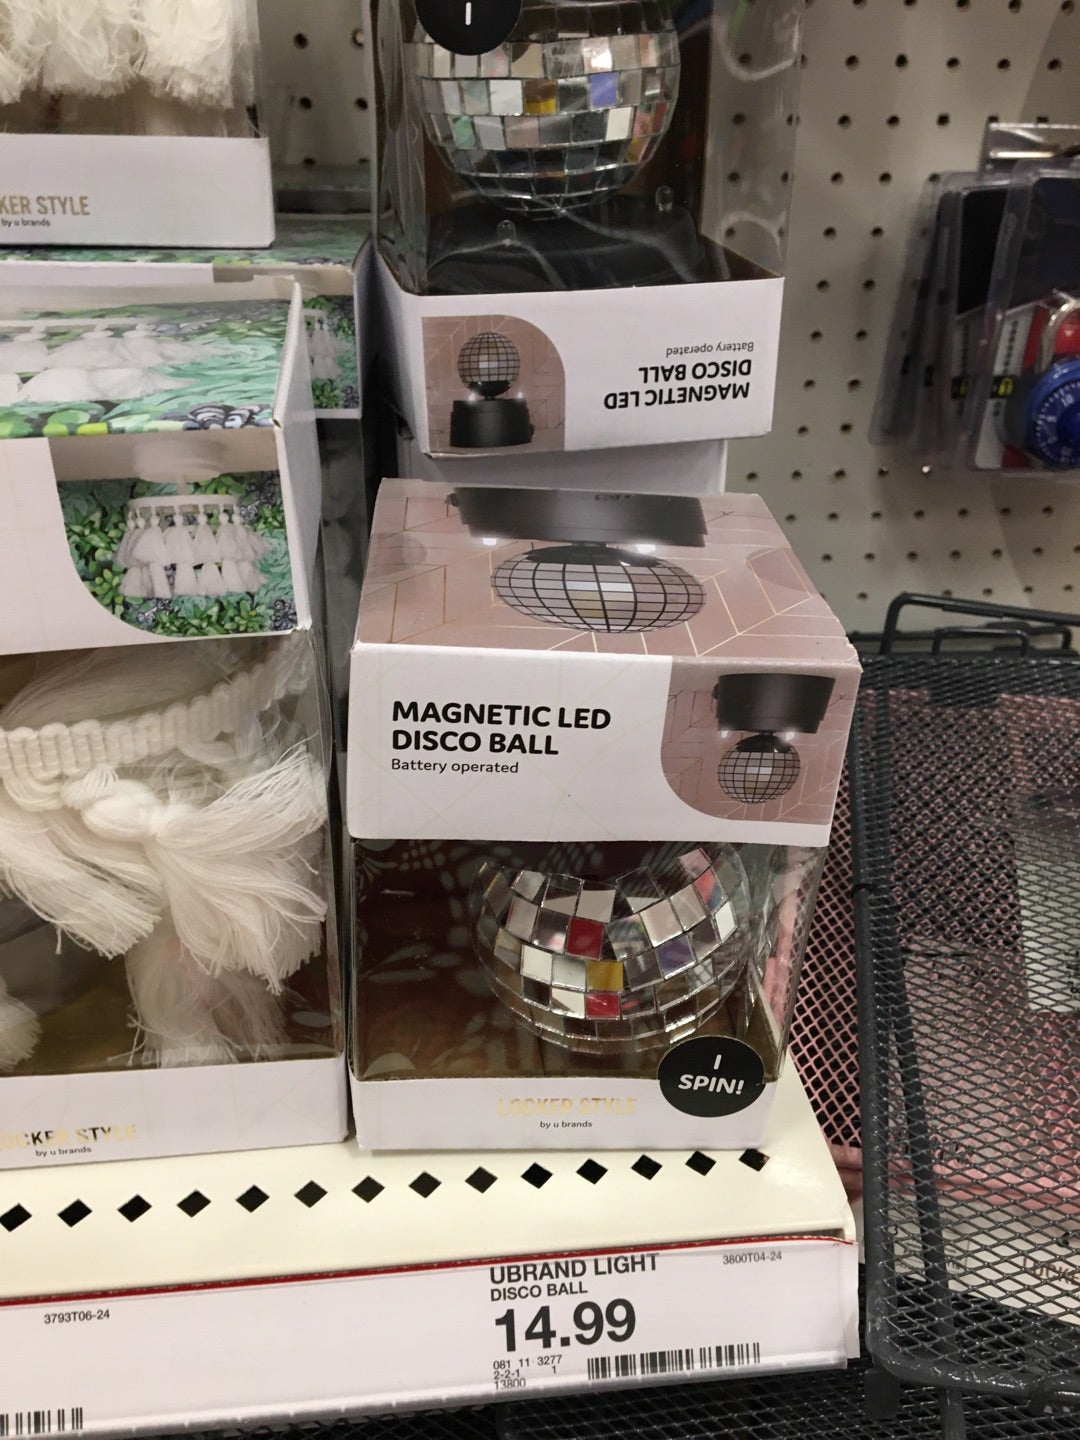 I
KER STYLE
by u brands
MAGNETIC LED
DISCO BALL
Battery operated
MAGNETIC LED
DISCO BALL
Battery operated
I
SPIN!
LOCKER STYLE
by u brands
OCKER STYLE
by u brands
UBRAND LIGHT
DISCO BALL
14.99
3800T04-24
3793T06-24
081 11 3277
2-2-1 1
13800